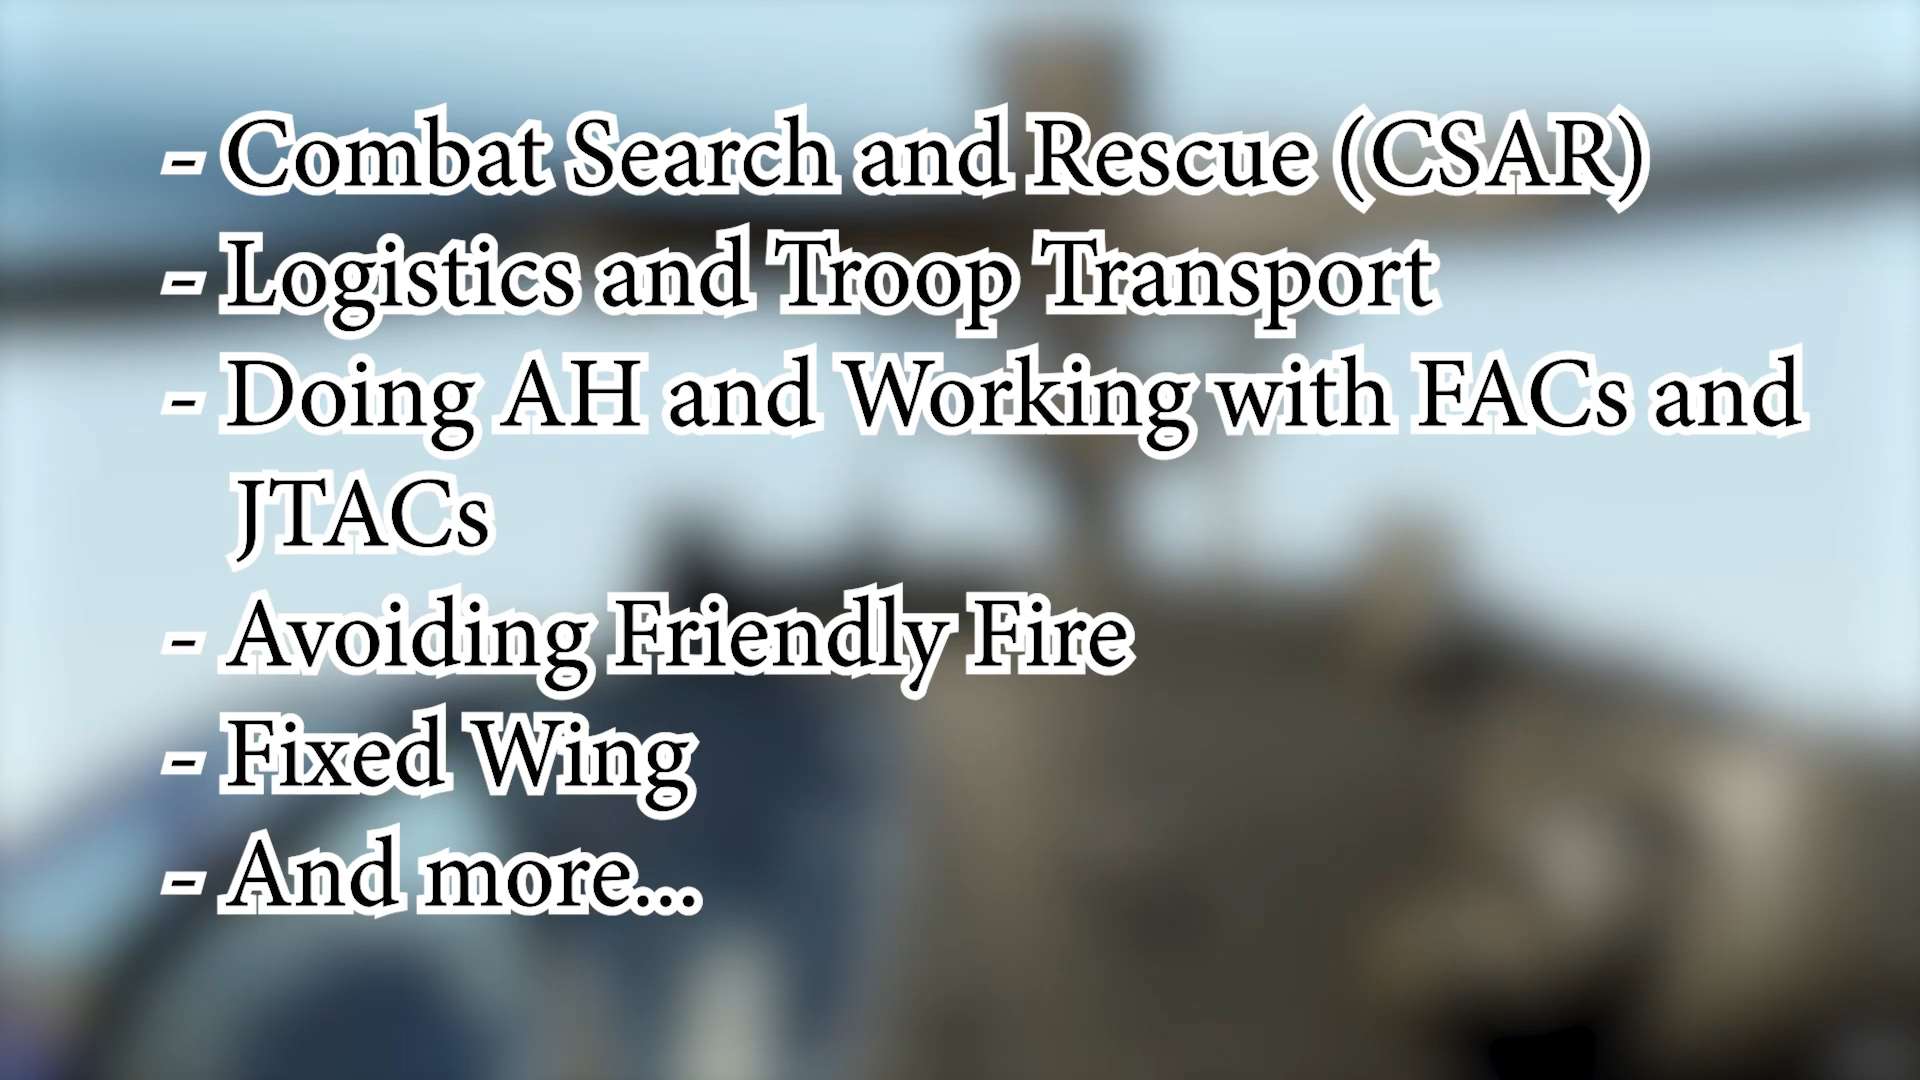 - Combat Search and Rescue (CSAR)
- Logistics and Troop Transport
- Doing AH and Working with FACs and
JTACs
- Avoiding Friendly Fire
- Fixed Wing
- And more...